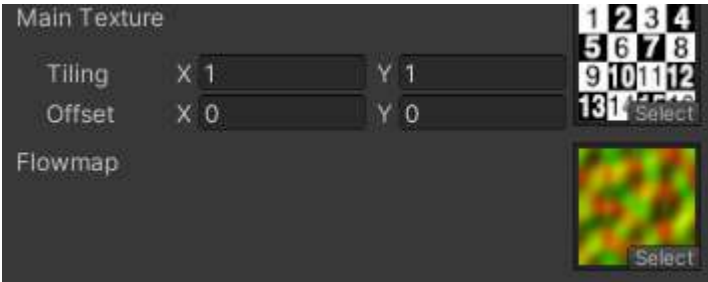 Main Texture
1 2 3 4
5 6 7 8
Tiling X 1 Y 1
9 10 11 12
Offset X 0 Y 0
13 Select
Flowmap
Select